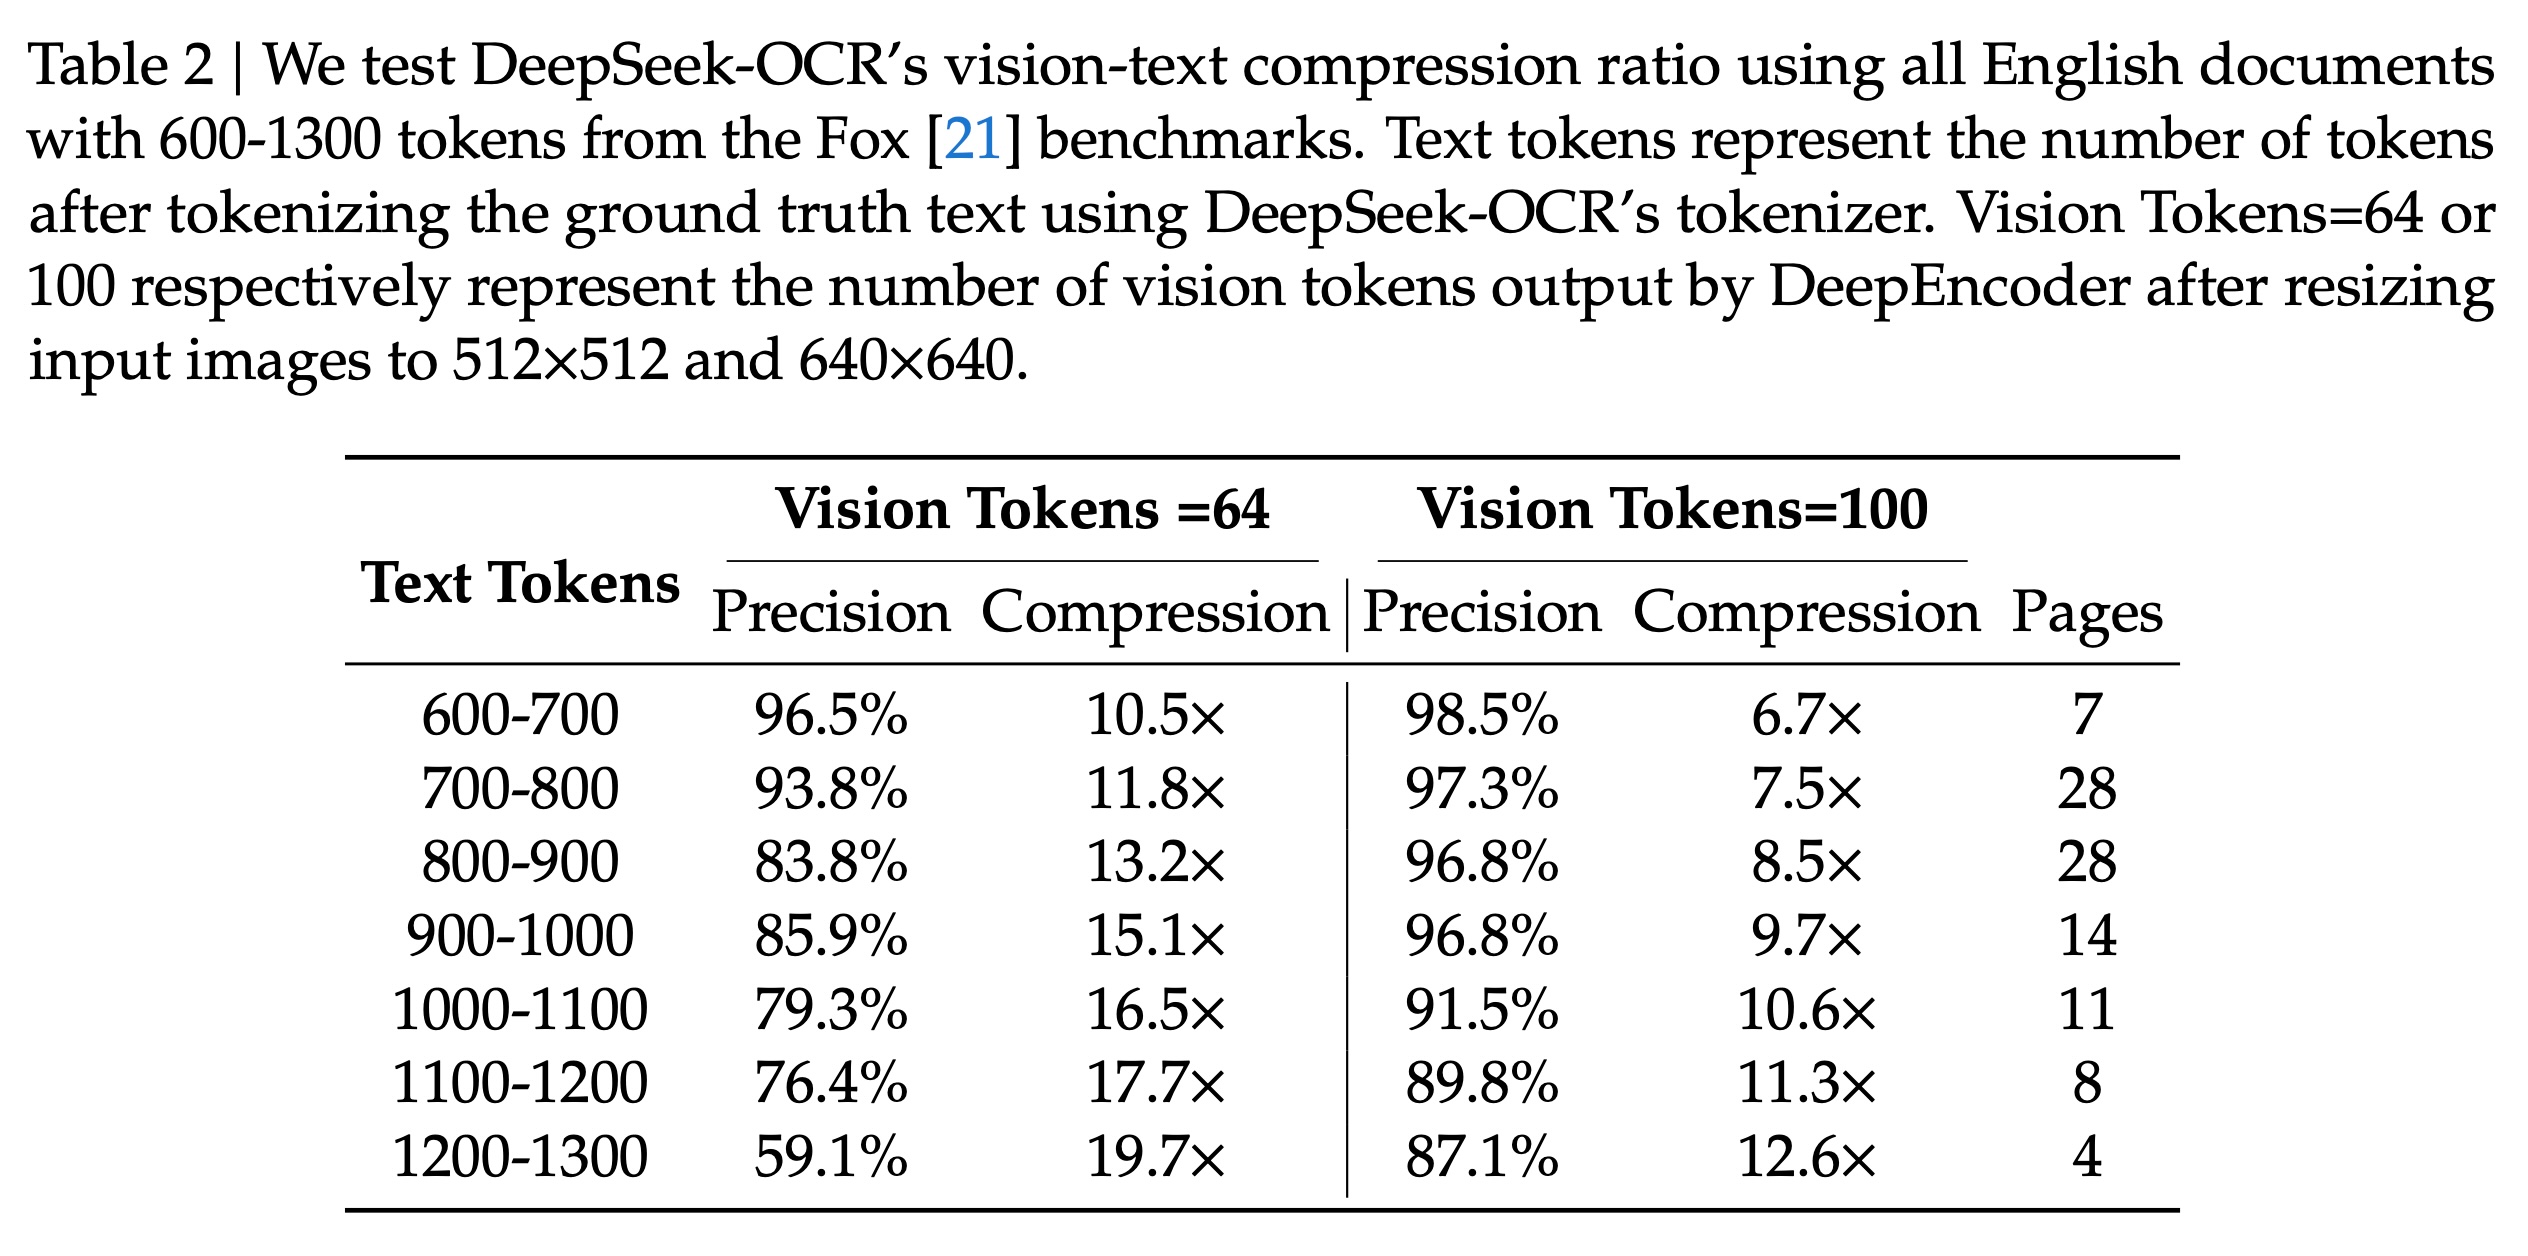 Table 2 | We test DeepSeek-OCR’s vision-text compression ratio using all English documents
with 600-1300 tokens from the Fox [21] benchmarks. Text tokens represent the number of tokens
after tokenizing the ground truth text using DeepSeek-OCR’s tokenizer. Vision Tokens=64 or
100 respectively represent the number of vision tokens output by DeepEncoder after resizing
input images to 512×512 and 640×640.
Vision Tokens =64 Vision Tokens=100
Text Tokens
Precision Compression Precision Compression Pages
600-700 96.5% 10.5× 98.5% 6.7× 7
700-800 93.8% 11.8× 97.3% 7.5× 28
800-900 83.8% 13.2× 96.8% 8.5× 28
900-1000 85.9% 15.1× 96.8% 9.7× 14
1000-1100 79.3% 16.5× 91.5% 10.6× 11
1100-1200 76.4% 17.7× 89.8% 11.3× 8
1200-1300 59.1% 19.7× 87.1% 12.6× 4